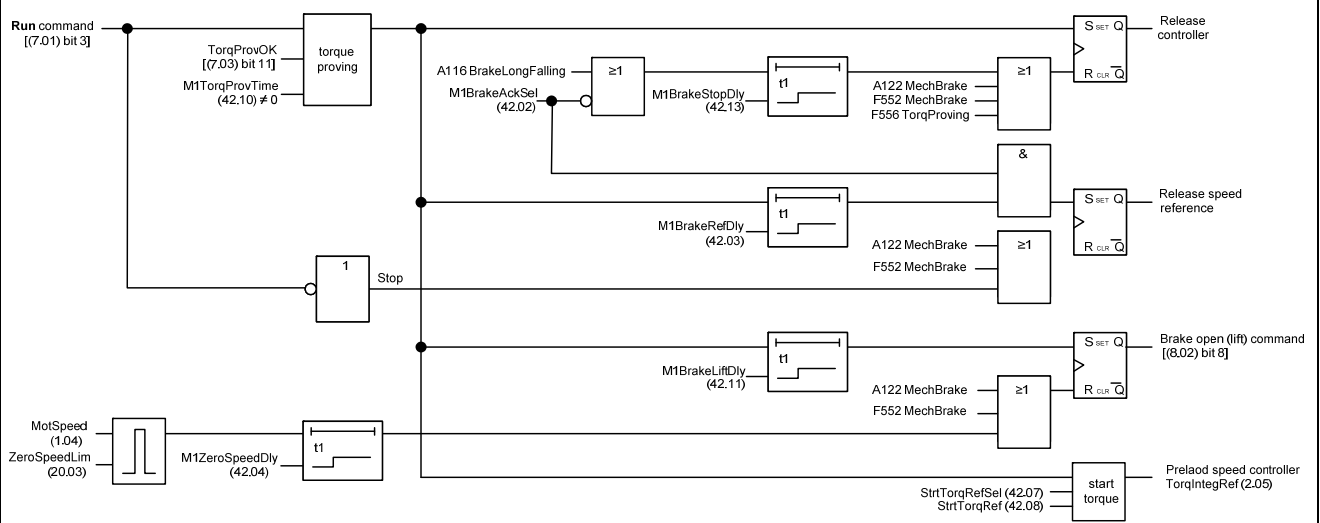 Run command
[(7.01) bit 3]
TorqProvOK
[(7.03) bit 11]
M1TorqProvTime
(42.10) ≠ 0
torque
proving
A116 BrakeLongFalling
M1BrakeAckSel
(42.02)
≥1
M1BrakeStopDly
(42.13)
t1
A122 MechBrake
F552 MechBrake
F556 TorqProving
≥1
S SET Q
R CLR Q
Release
controller
&
M1BrakeRefDly
(42.03)
t1
S SET Q
R CLR Q
Release speed
reference
A122 MechBrake
F552 MechBrake
≥1
1
Stop
M1BrakeLiftDly
(42.11)
t1
S SET Q
R CLR Q
Brake open (lift) command
[(8.02) bit 8]
A122 MechBrake
F552 MechBrake
≥1
MotSpeed
(1.04)
ZeroSpeedLim
(20.03)
M1ZeroSpeedDly
(42.04)
t1
StrtTorqRefSel (42.07)
StrtTorqRef (42.08)
start
torque
Prelaod speed controller
TorqIntegRef (2.05)